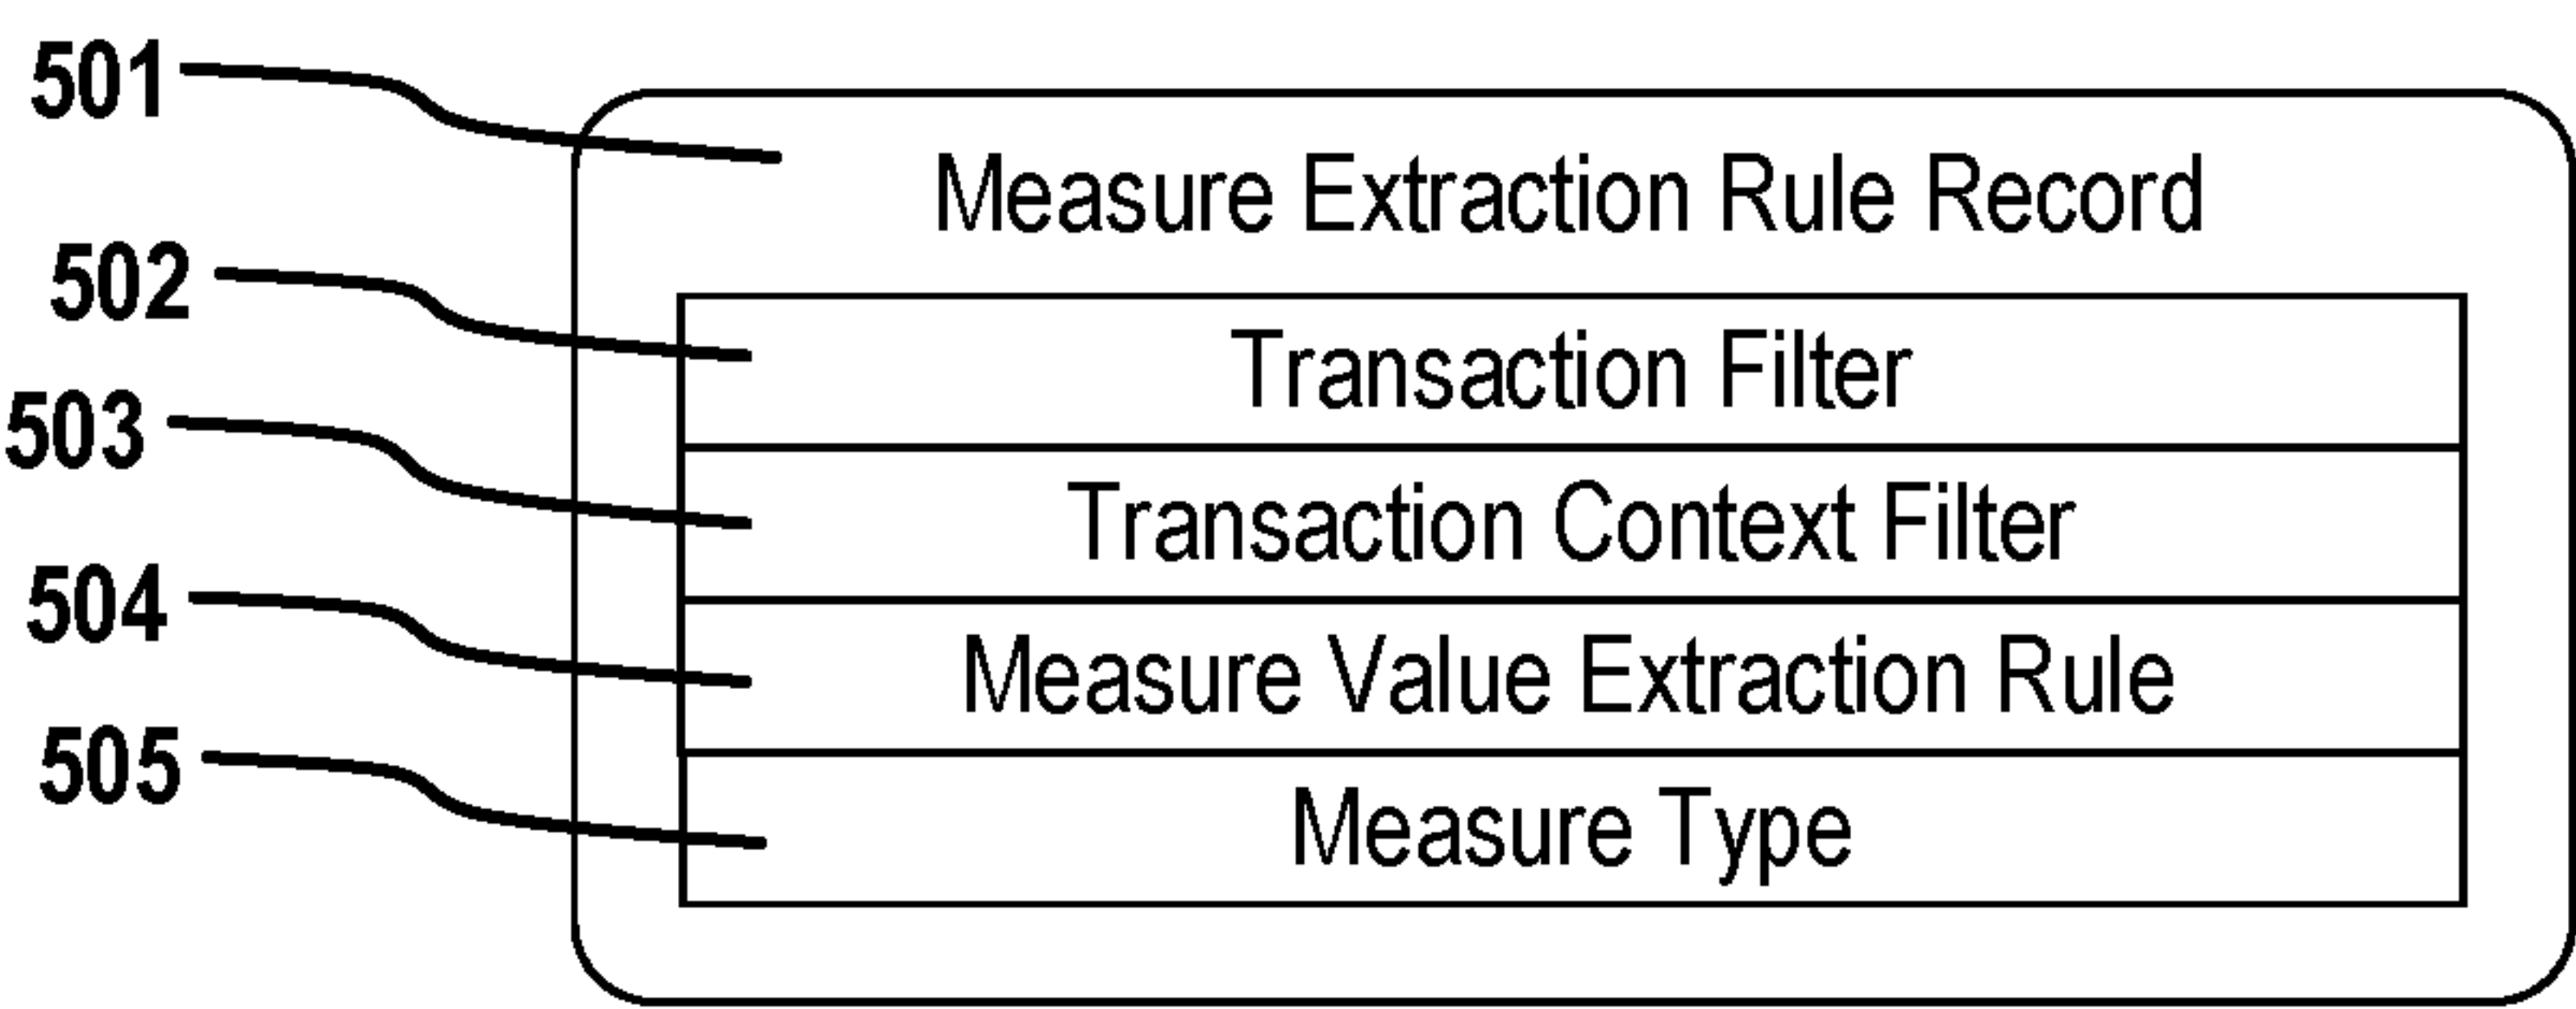 501
Measure Extraction Rule Record
502
Transaction Filter
503
Transaction Context Filter
504
Measure Value Extraction Rule
505
Measure Type